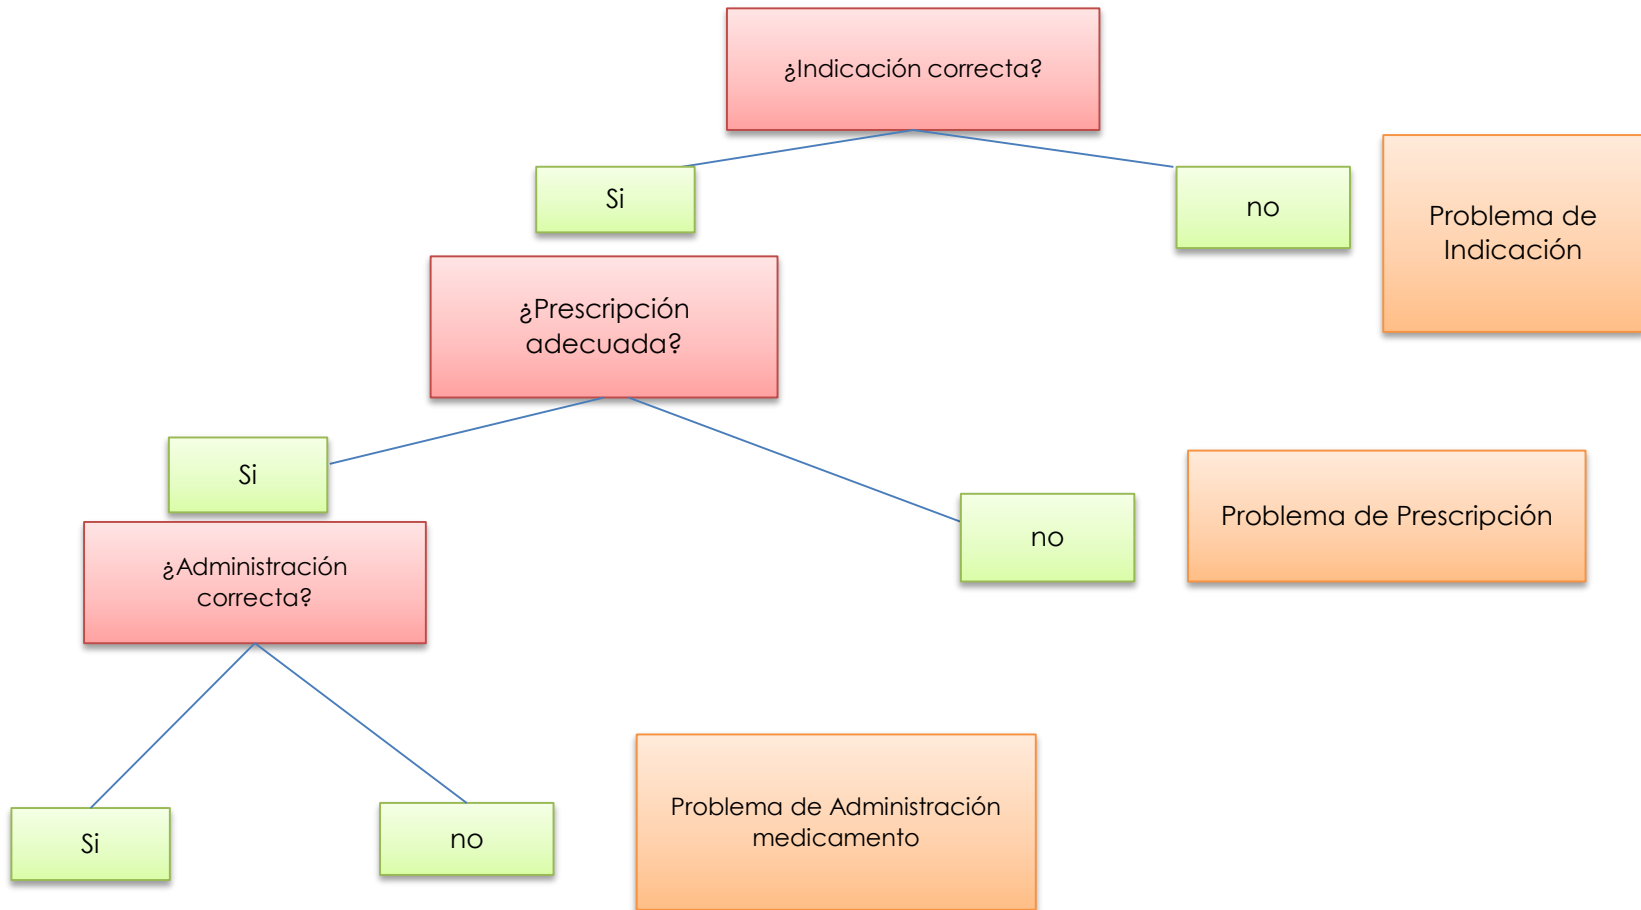 ¿Indicación correcta?
Si
no
Problema de
Indicación
¿Prescripción
adecuada?
Si
no
Problema de Prescripción
¿Administración
correcta?
Si
no
Problema de Administración
medicamento